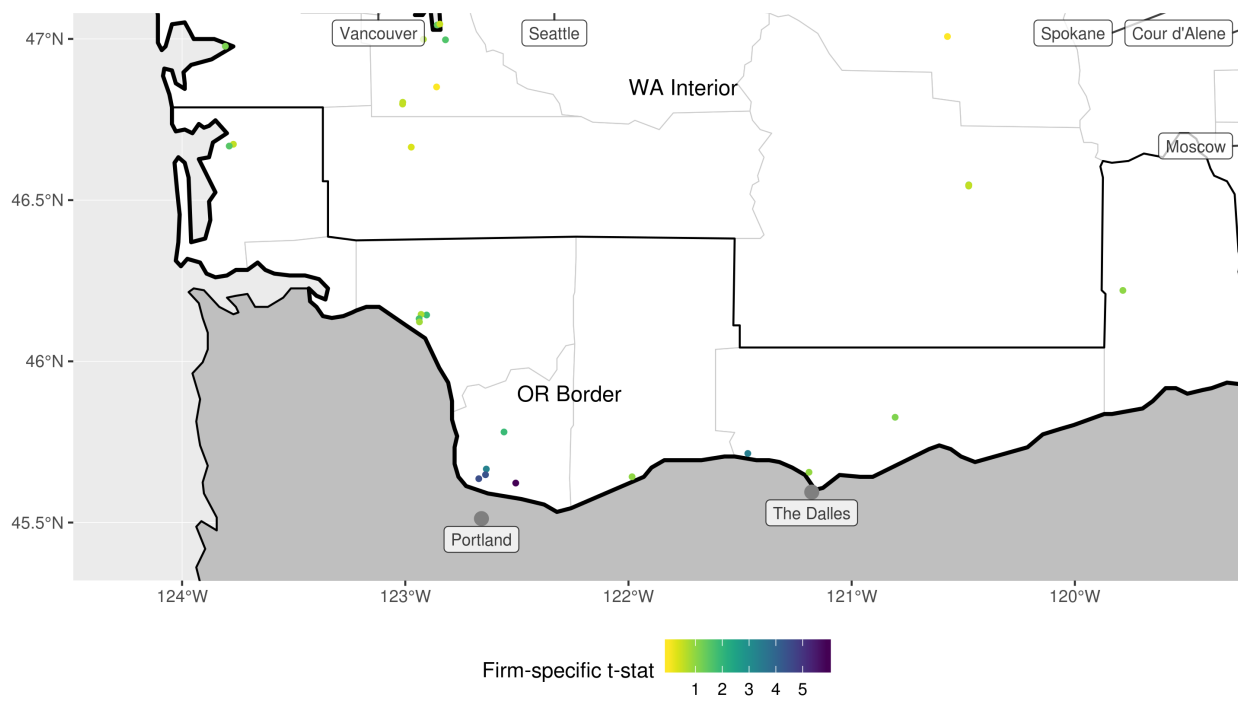 47°N
46.5°N
46°N
45.5°N
Vancouver
Seattle
Spokane
Cour d'Alene
WA Interior
Moscow
OR Border
The Dalles
Portland
124°W
123°W
122°W
121°W
120°W
Firm-specific t-stat
1 2 3 4 5